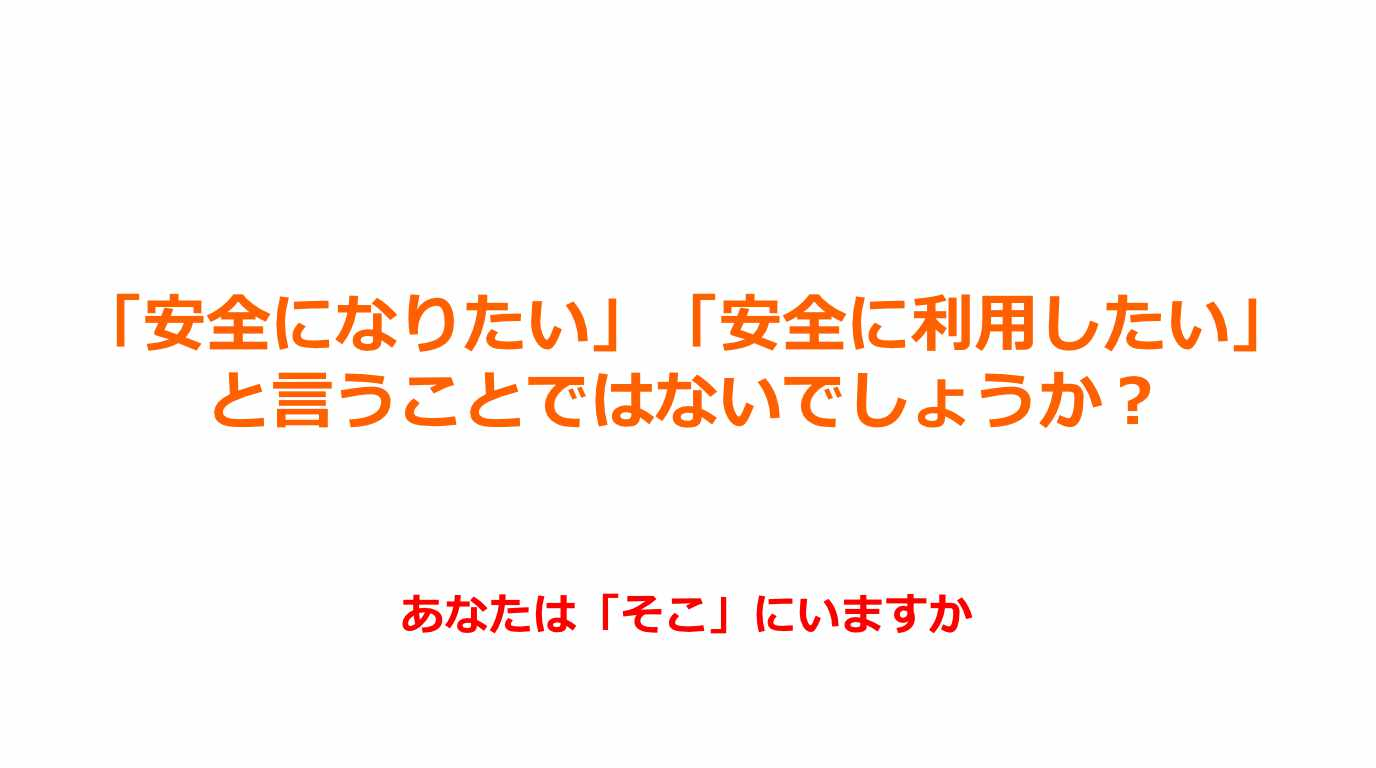 「安全になりたい」「安全に利用したい」
と言うことではないでしょうか？
あなたは「そこ」にいますか